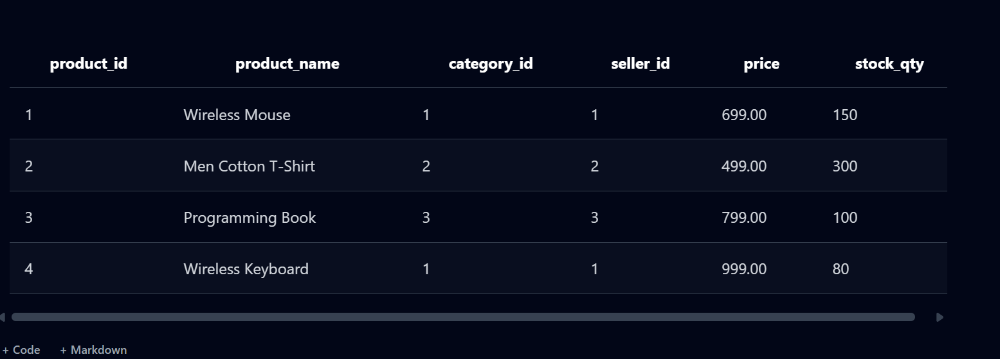 product_id product_name category_id seller_id price stock_qty
1 Wireless Mouse 1 1 699.00 150
2 Men Cotton T-Shirt 2 2 499.00 300
3 Programming Book 3 3 799.00 100
4 Wireless Keyboard 1 1 999.00 80
+ Code + Markdown